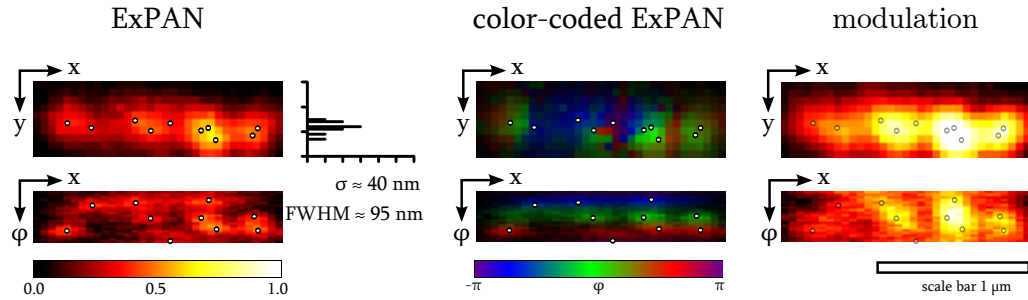 ExPAN
color-coded ExPAN
modulation
x
x
x
y
y
y
x
x
x
σ ≈ 40 nm
FWHM ≈ 95 nm
φ
φ
φ
0.0
0.5
1.0
-π
φ
π
scale bar 1 μm